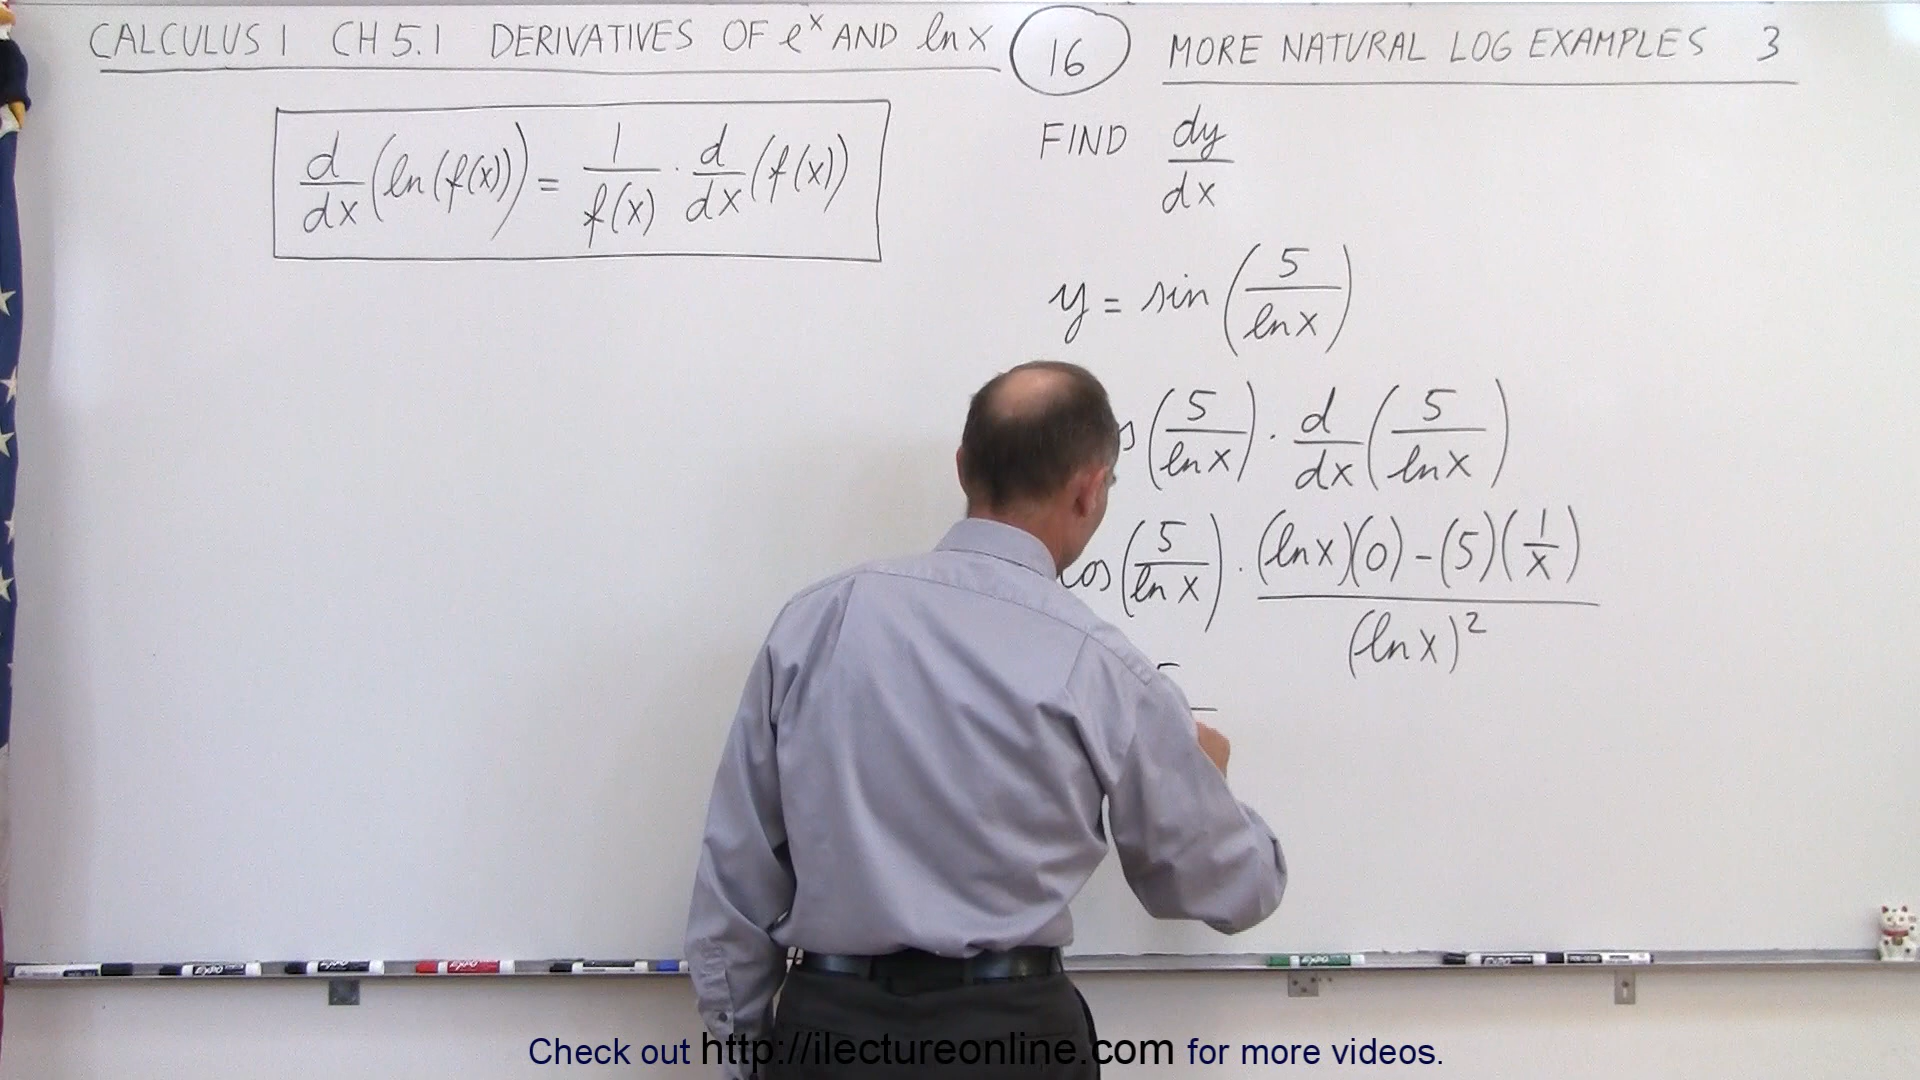 CALCULUS 1 CH 5.1 DERIVATIVES OF e^x AND ln x 16 MORE NATURAL LOG EXAMPLES 3
d/dx (ln(f(x))) = 1/f(x) · d/dx (f(x))
FIND dy/dx
y = sin (5/ln x)
s (5/ln x) · d/dx (5/ln x)
cos (5/ln x) · ((ln x)(0) - (5)(1/x))/(ln x)^2
Check out http://ilectureonline.com for more videos.